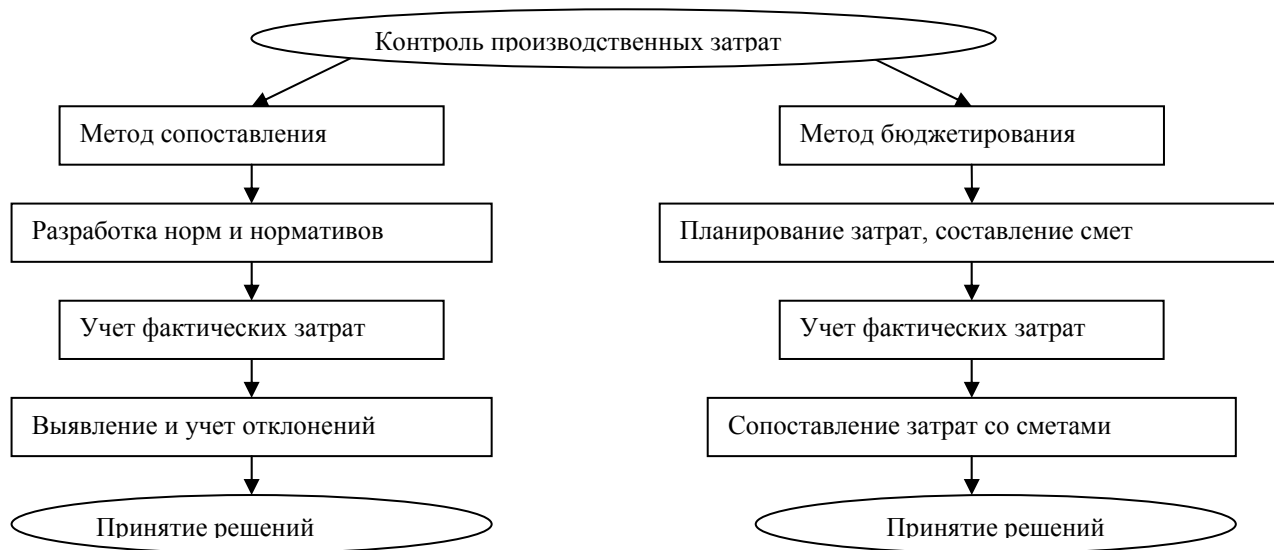 Контроль производственных затрат
Метод сопоставления
Метод бюджетирования
Разработка норм и нормативов
Планирование затрат, составление смет
Учет фактических затрат
Учет фактических затрат
Выявление и учет отклонений
Сопоставление затрат со сметами
Принятие решений
Принятие решений